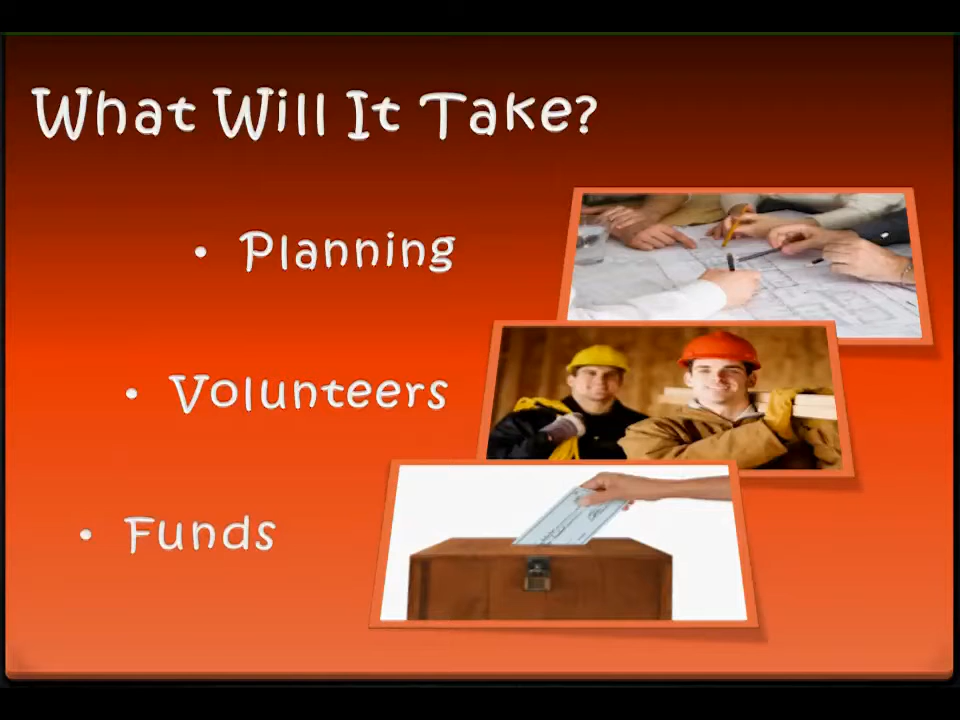 What Will It Take?
• Planning
• Volunteers
• Funds